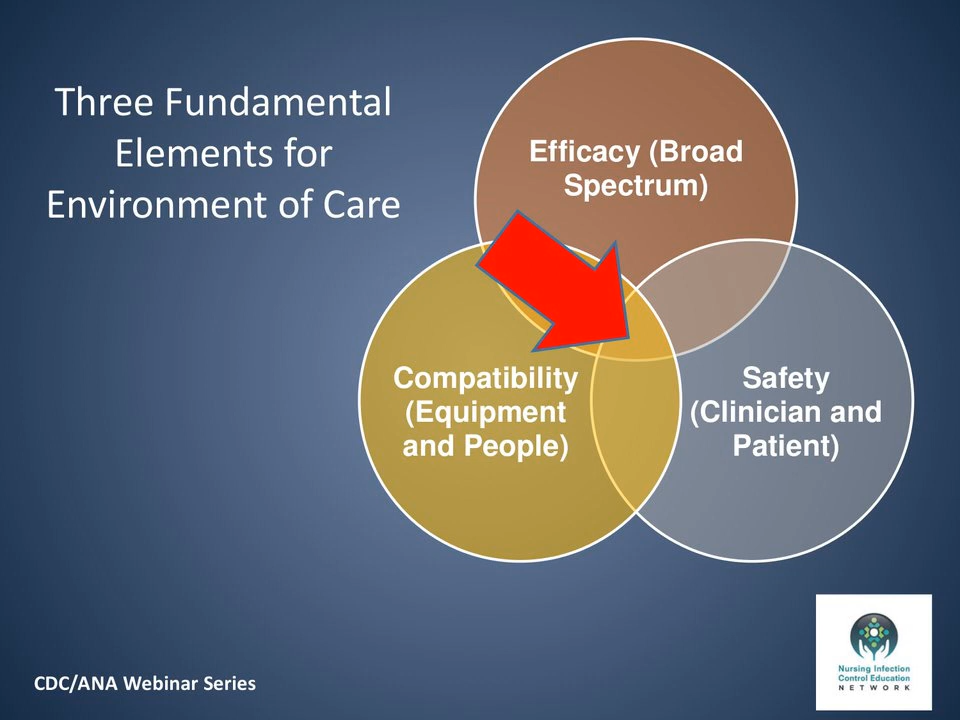 Three Fundamental
Elements for
Environment of Care
Efficacy (Broad
Spectrum)
Compatibility
(Equipment
and People)
Safety
(Clinician and
Patient)
CDC/ANA Webinar Series
Nursing Infection
Control Education
NETWORK